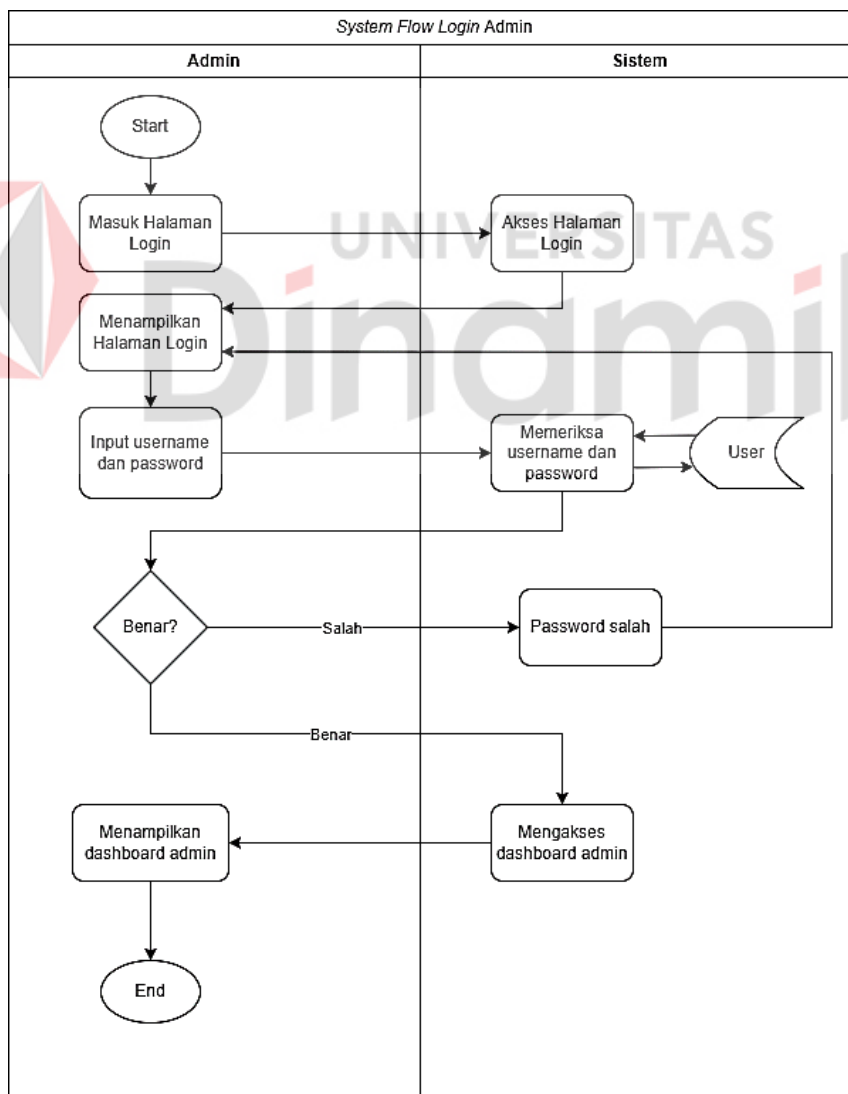 System Flow Login Admin
Admin
Sistem
Start
Masuk Halaman
Login
Akses Halaman
Login
UNIVERSITAS
Dinami
Menampilkan
Halaman Login
Input username
dan password
Memeriksa
username dan
password
User
Benar?
Salah
Password salah
Benar
Menampilkan
dashboard admin
Mengakses
dashboard admin
End